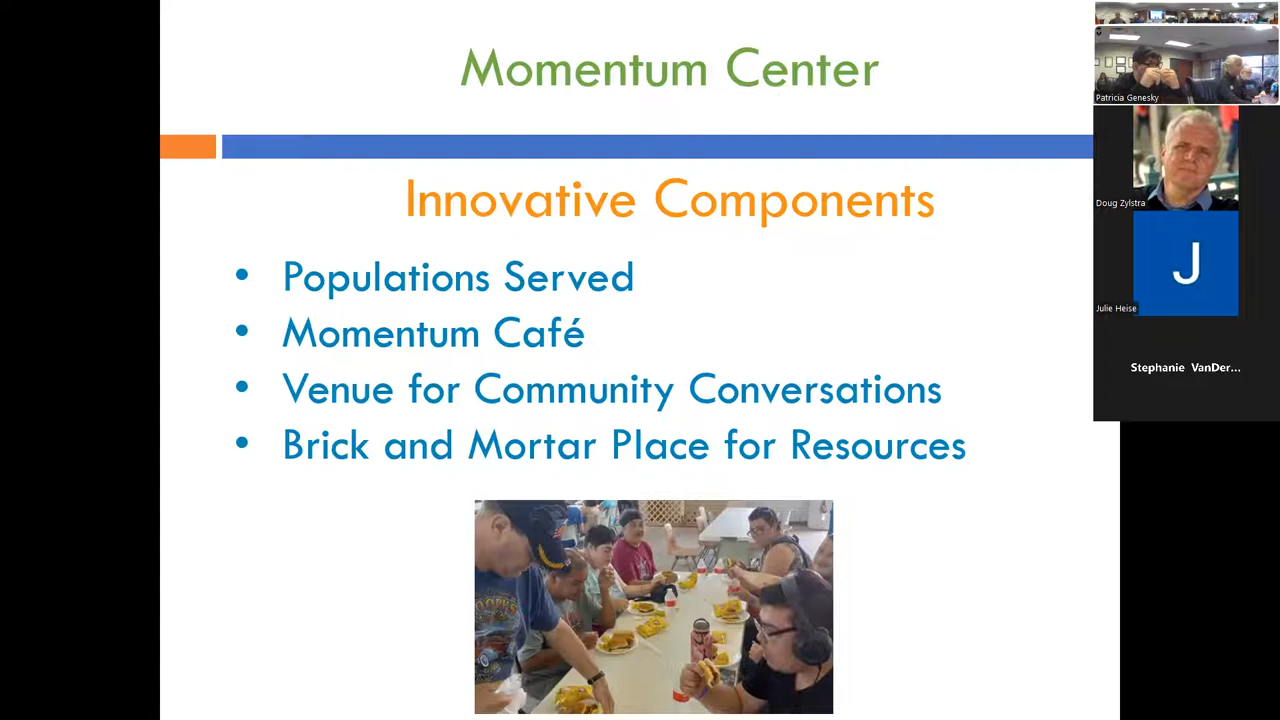 Momentum Center
Innovative Components
• Populations Served
• Momentum Café
• Venue for Community Conversations
• Brick and Mortar Place for Resources
Patricia Genesky
Doug Zylstra
J
Julie Heise
Stephanie VanDer...